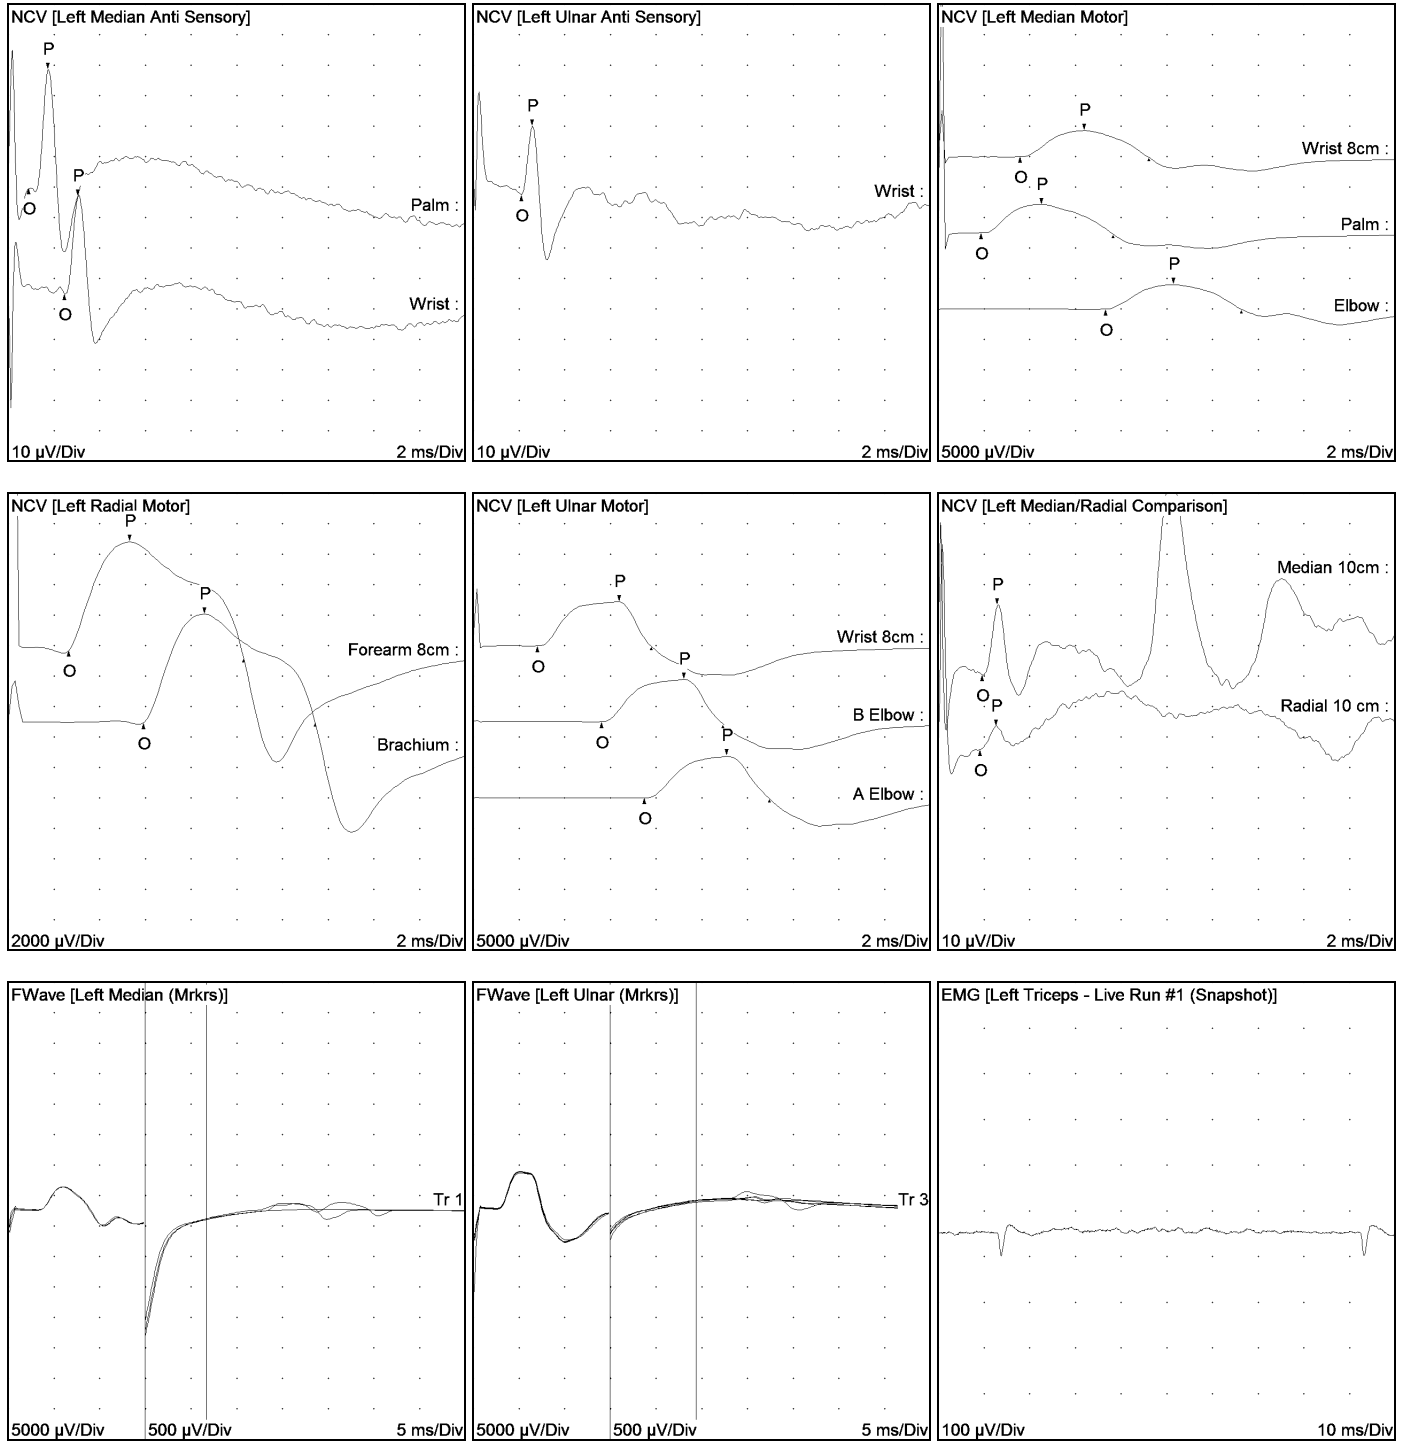 NCV [Left Median Anti Sensory]
P
O
P
Palm :
O
Wrist :
10 µV/Div 2 ms/Div
NCV [Left Ulnar Anti Sensory]
P
Wrist :
O
10 µV/Div 2 ms/Div
NCV [Left Median Motor]
P
Wrist 8cm :
O
P
Palm :
O
P
Elbow :
O
5000 µV/Div 2 ms/Div
NCV [Left Radial Motor]
P
P
Forearm 8cm :
O
O
Brachium :
2000 µV/Div 2 ms/Div
NCV [Left Ulnar Motor]
P
Wrist 8cm :
O
P
B Elbow :
O
P
A Elbow :
O
5000 µV/Div 2 ms/Div
NCV [Left Median/Radial Comparison]
Median 10cm :
P
O
P
Radial 10 cm :
O
10 µV/Div 2 ms/Div
FWave [Left Median (Mrkrs)]
Tr 1
5000 µV/Div 500 µV/Div 5 ms/Div
FWave [Left Ulnar (Mrkrs)]
Tr 3
5000 µV/Div 500 µV/Div 5 ms/Div
EMG [Left Triceps - Live Run #1 (Snapshot)]
100 µV/Div 10 ms/Div